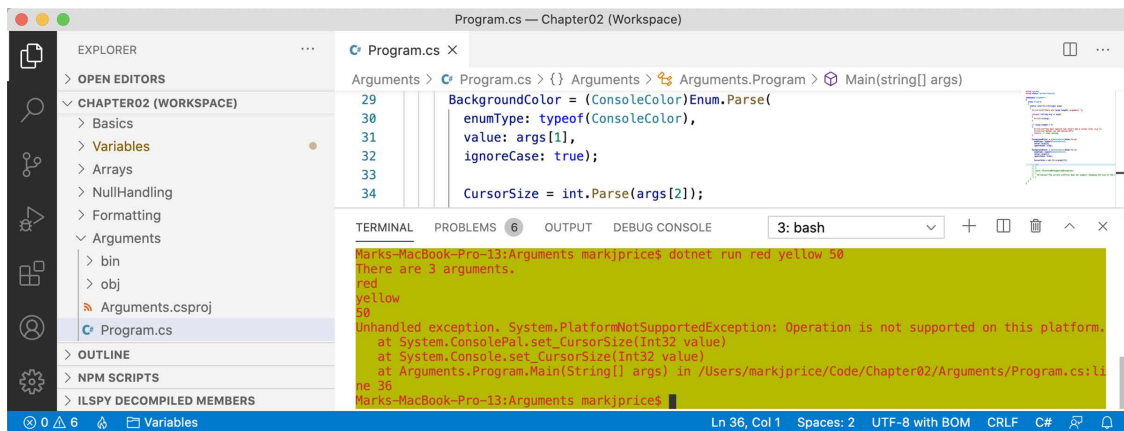 Program.cs — Chapter02 (Workspace)
EXPLORER
OPEN EDITORS
CHAPTER02 (WORKSPACE)
Basics
Variables
Arrays
NullHandling
Formatting
Arguments
bin
obj
Arguments.csproj
C# Program.cs
OUTLINE
NPM SCRIPTS
ILSPY DECOMPILED MEMBERS
C# Program.cs ×
Arguments > C# Program.cs > {} Arguments > Arguments.Program > Main(string[] args)
29 BackgroundColor = (ConsoleColor)Enum.Parse(
30 enumType: typeof(ConsoleColor),
31 value: args[1],
32 ignoreCase: true);
33
34 CursorSize = int.Parse(args[2]);
TERMINAL PROBLEMS 6 OUTPUT DEBUG CONSOLE 3: bash
Marks-MacBook-Pro-13:Arguments markjprice$ dotnet run red yellow 50
There are 3 arguments.
red
yellow
50
Unhandled exception. System.PlatformNotSupportedException: Operation is not supported on this platform.
at System.ConsolePal.set_CursorSize(Int32 value)
at System.Console.set_CursorSize(Int32 value)
at Arguments.Program.Main(String[] args) in /Users/markjprice/Code/Chapter02/Arguments/Program.cs:li
ne 36
Marks-MacBook-Pro-13:Arguments markjprice$
0 6 Variables Ln 36, Col 1 Spaces: 2 UTF-8 with BOM CRLF C#